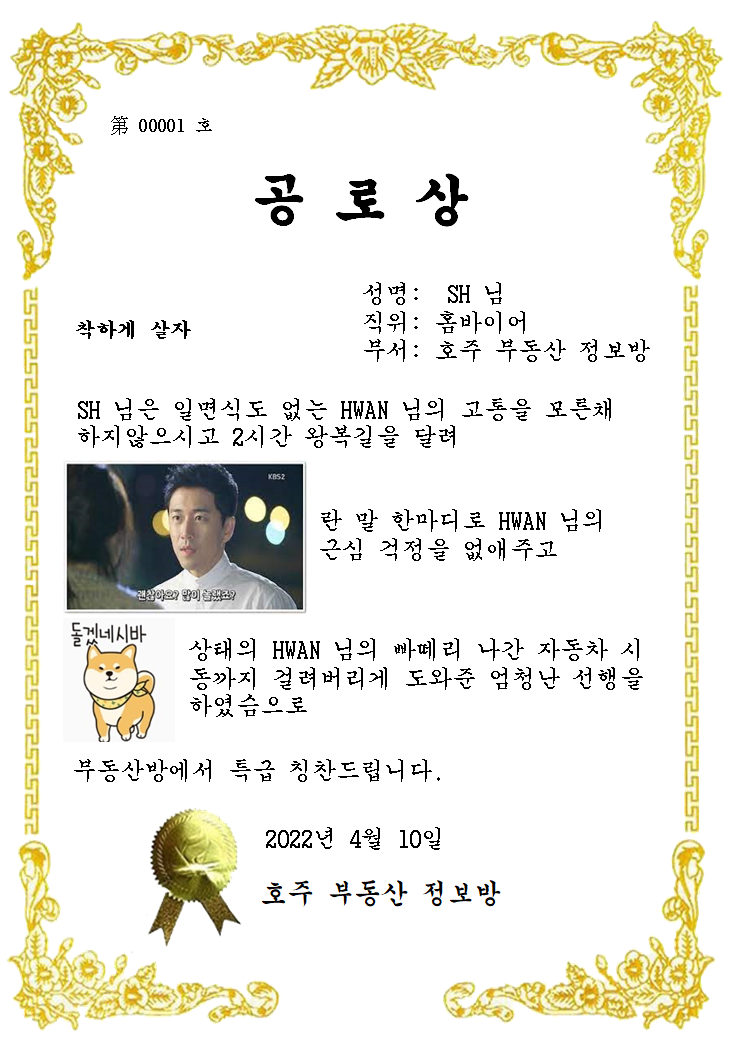 第 00001 호
공 로 상
성명: SH 님
직위: 홈바이어
착하게 살자
부서: 호주 부동산 정보방
SH 님은 일면식도 없는 HWAN 님의 고통을 모른채
하지않으시고 2시간 왕복길을 달려
KBS2
괜찮아요? 많이 놀랬죠?
란 말 한마디로 HWAN 님의
근심 걱정을 없애주고
돌겠네시바
상태의 HWAN 님의 빠떼리 나간 자동차 시
동까지 걸려버리게 도와준 엄청난 선행을
하였슴으로
부동산방에서 특급 칭찬드립니다.
2022년 4월 10일
호주 부동산 정보방